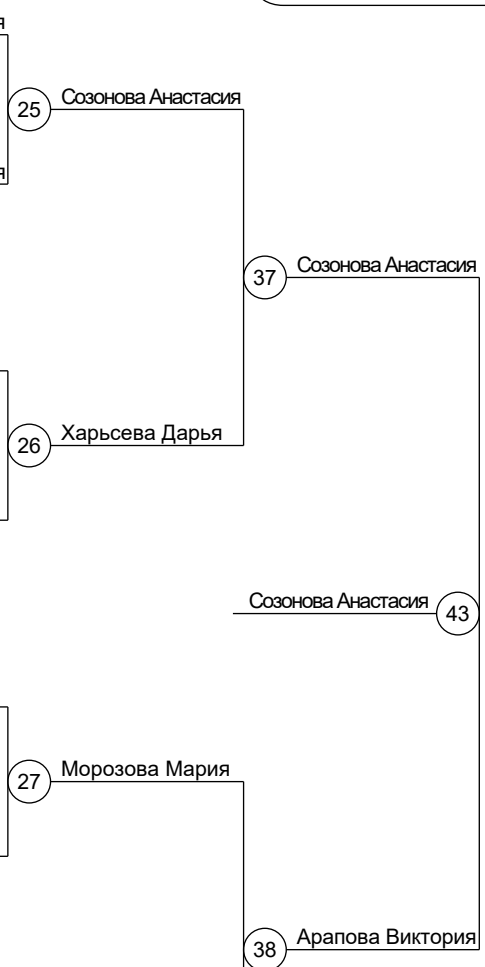 я
25 Созонова Анастасия
я
37 Созонова Анастасия
26 Харьсева Дарья
Созонова Анастасия 43
27 Морозова Мария
38 Арапова Виктория